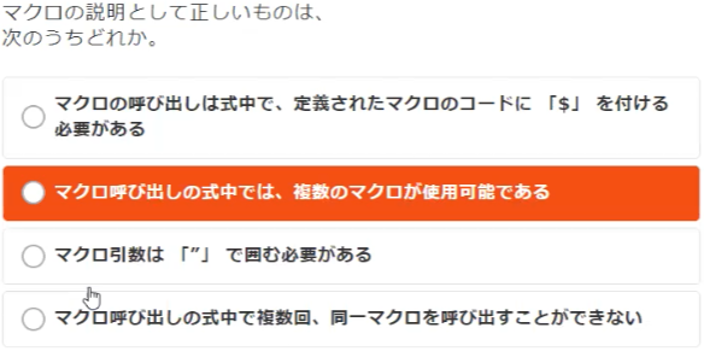 マクロの説明として正しいものは、
次のうちどれか。
マクロの呼び出しは式中で、定義されたマクロのコードに 「$」 を付ける
必要がある
マクロ呼び出しの式中では、複数のマクロが使用可能である
マクロ引数は 「”」 で囲む必要がある
マクロ呼び出しの式中で複数回、同一マクロを呼び出すことができない